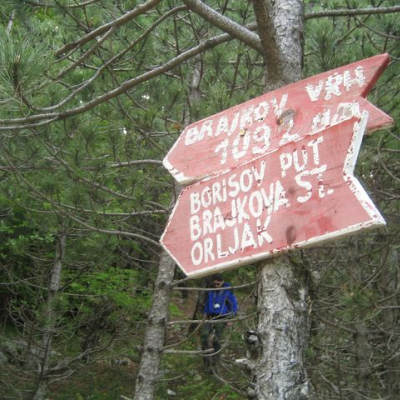 BRAJKOV VRH
1092 m
BORISOV PUT
BRAJKOVA ST.
ORLJAK